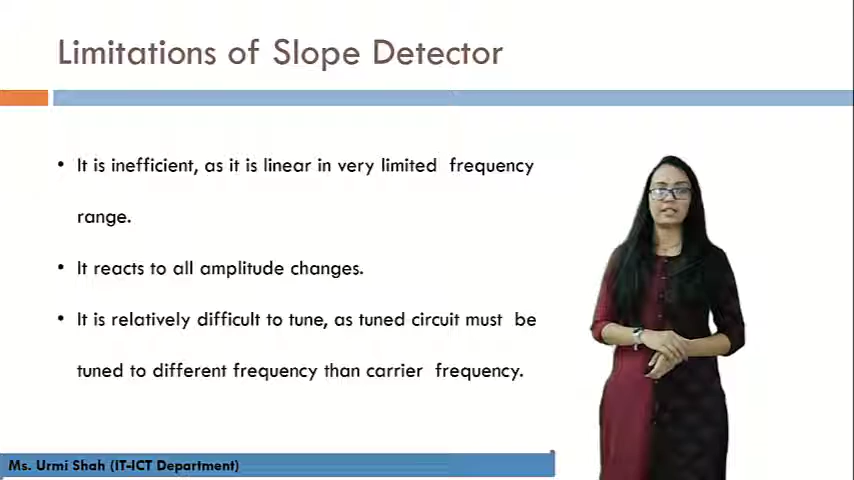 Limitations of Slope Detector
• It is inefficient, as it is linear in very limited frequency
range.
• It reacts to all amplitude changes.
• It is relatively difficult to tune, as tuned circuit must be
tuned to different frequency than carrier frequency.
Ms. Urmi Shah (IT-ICT Department)